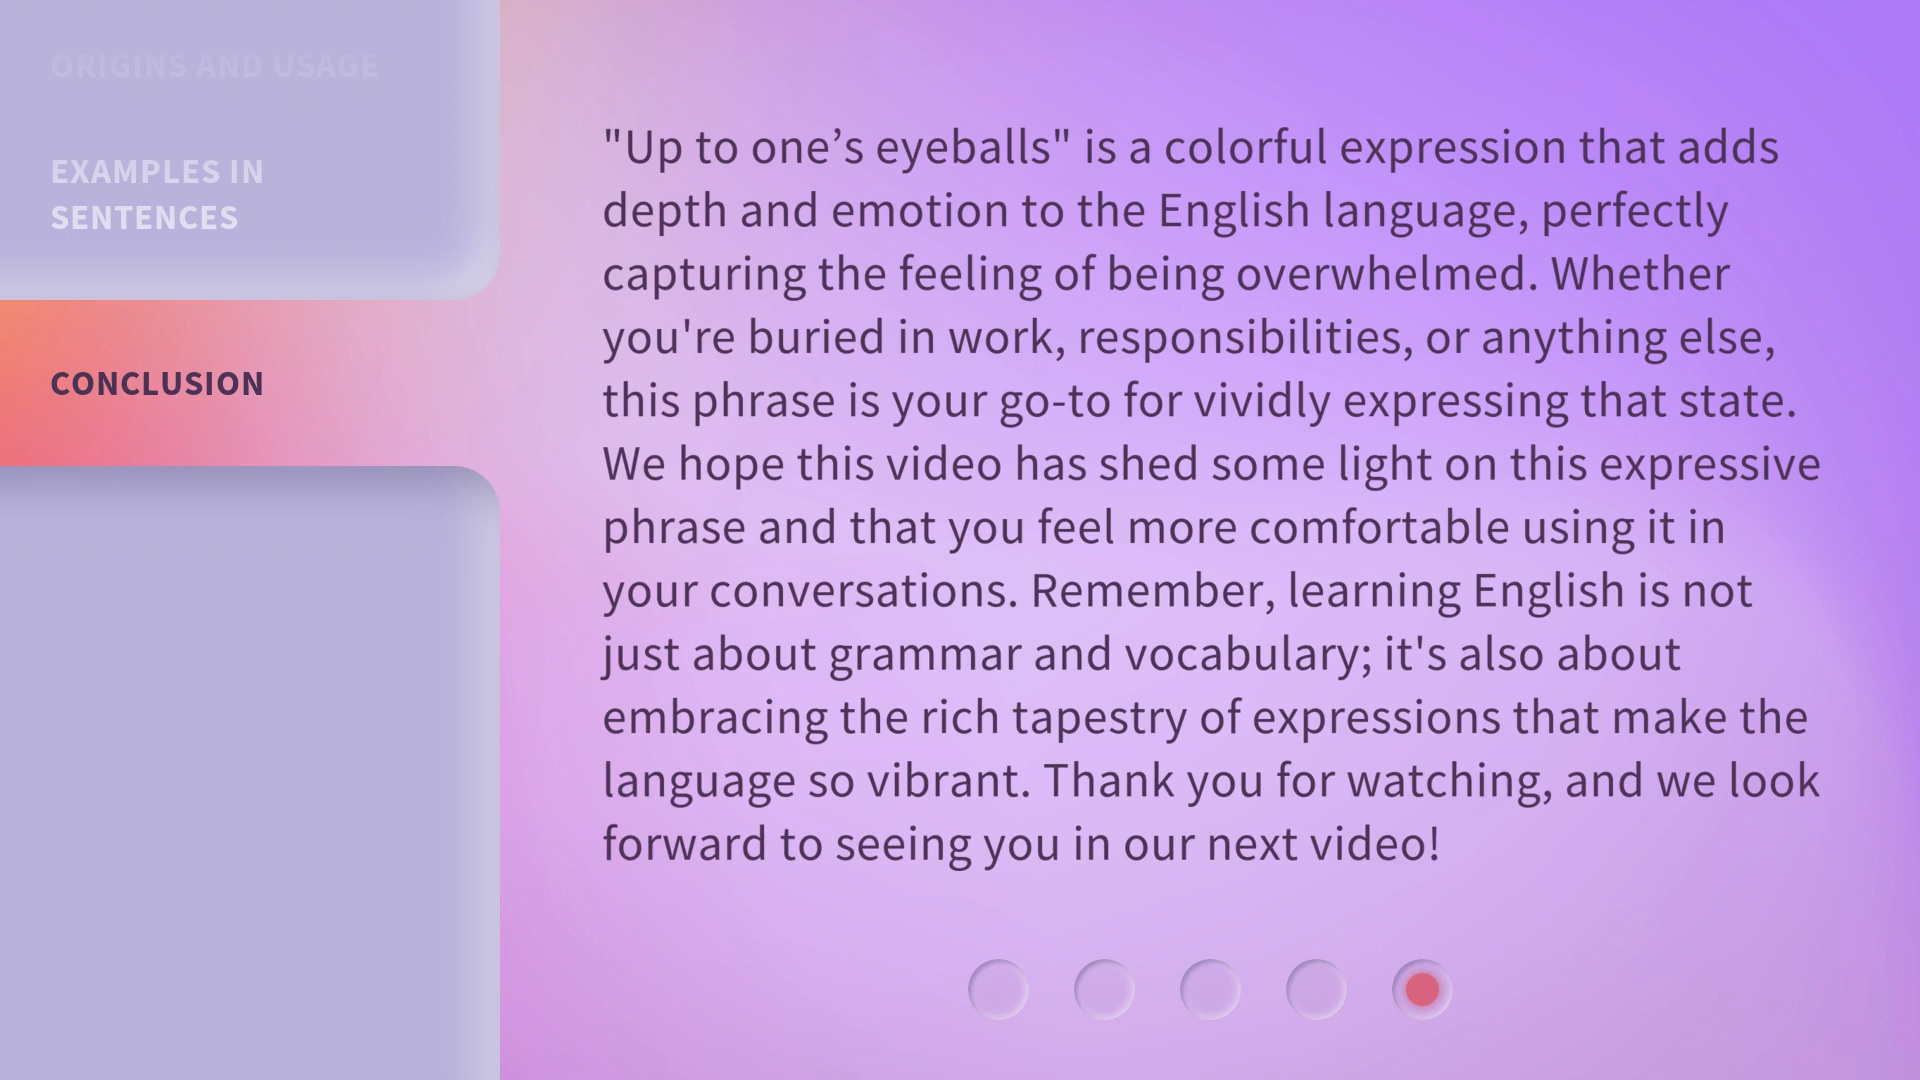 ORIGINS AND USAGE
EXAMPLES IN
SENTENCES
CONCLUSION
"Up to one’s eyeballs" is a colorful expression that adds
depth and emotion to the English language, perfectly
capturing the feeling of being overwhelmed. Whether
you're buried in work, responsibilities, or anything else,
this phrase is your go-to for vividly expressing that state.
We hope this video has shed some light on this expressive
phrase and that you feel more comfortable using it in
your conversations. Remember, learning English is not
just about grammar and vocabulary; it's also about
embracing the rich tapestry of expressions that make the
language so vibrant. Thank you for watching, and we look
forward to seeing you in our next video!